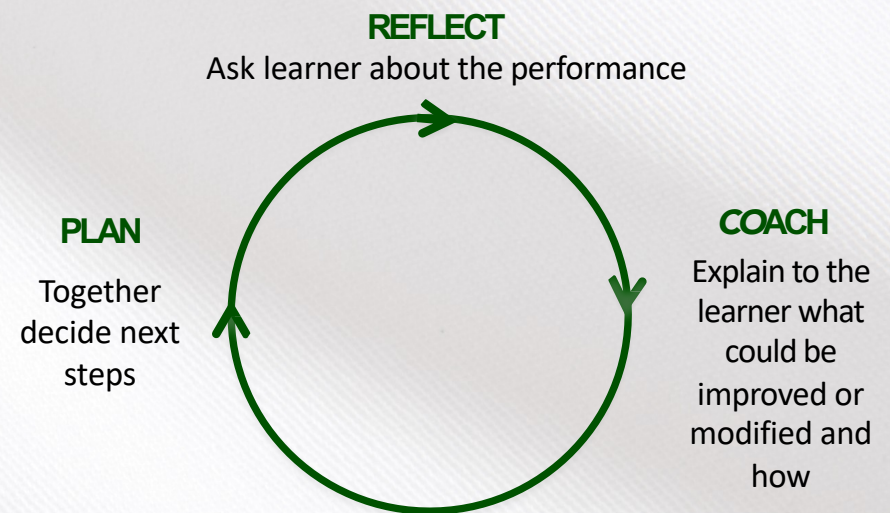 REFLECT
Ask learner about the performance
PLAN
Together
decide next
steps
COACH
Explain to the
learner what
could be
improved or
modified and
how